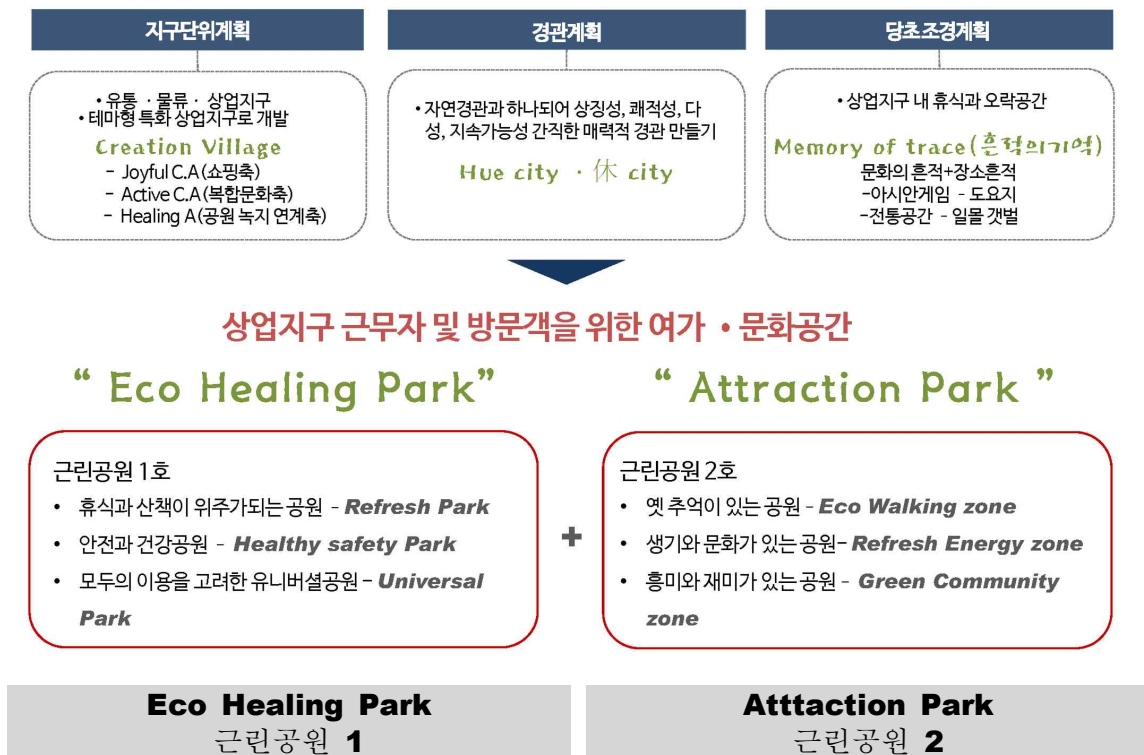 지구단위계획
• 유통 · 물류 · 상업지구
• 테마형 특화 상업지구로 개발
Creation Village
- Joyful C.A (쇼핑축)
- Active C.A (복합문화축)
- Healing A (공원 녹지 연계축)
경관계획
• 자연경관과 하나되어 상징성, 쾌적성, 다
성, 지속가능성 간직한 매력적 경관 만들기
Hue city · 休 city
당초조경계획
• 상업지구 내 휴식과 오락공간
Memory of trace (흔적의기억)
문화의 흔적+장소흔적
-아시안게임 - 도요지
-전통공간 - 일몰 갯벌
상업지구 근무자 및 방문객을 위한 여가 • 문화공간
“ Eco Healing Park”
“ Attraction Park ”
근린공원 1호
• 휴식과 산책이 위주가되는 공원 - Refresh Park
• 안전과 건강공원 - Healthy safety Park
• 모두의 이용을 고려한 유니버셜공원 – Universal
Park
+
근린공원 2호
• 옛 추억이 있는 공원 - Eco Walking zone
• 생기와 문화가 있는 공원– Refresh Energy zone
• 흥미와 재미가 있는 공원 - Green Community
zone
Eco Healing Park
근린공원 1
Atttaction Park
근린공원 2